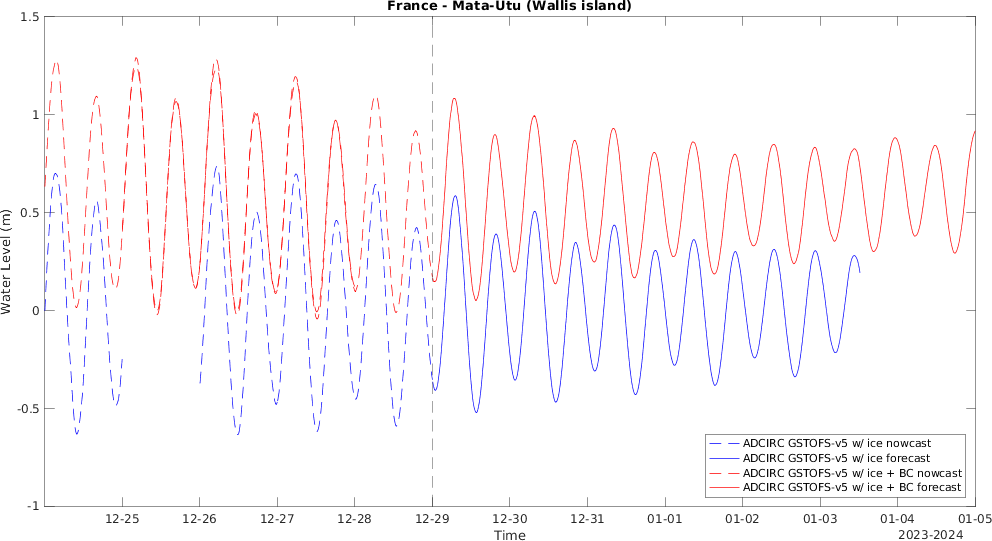 France - Mata-Utu (Wallis island)
1.5
1
0.5
0
-0.5
-1
Water Level (m)
12-25
12-26
12-27
12-28
12-29
12-30
12-31
01-01
01-02
01-03
01-04
01-05
Time
2023-2024
ADCIRC GSTOFS-v5 w/ ice nowcast
ADCIRC GSTOFS-v5 w/ ice forecast
ADCIRC GSTOFS-v5 w/ ice + BC nowcast
ADCIRC GSTOFS-v5 w/ ice + BC forecast